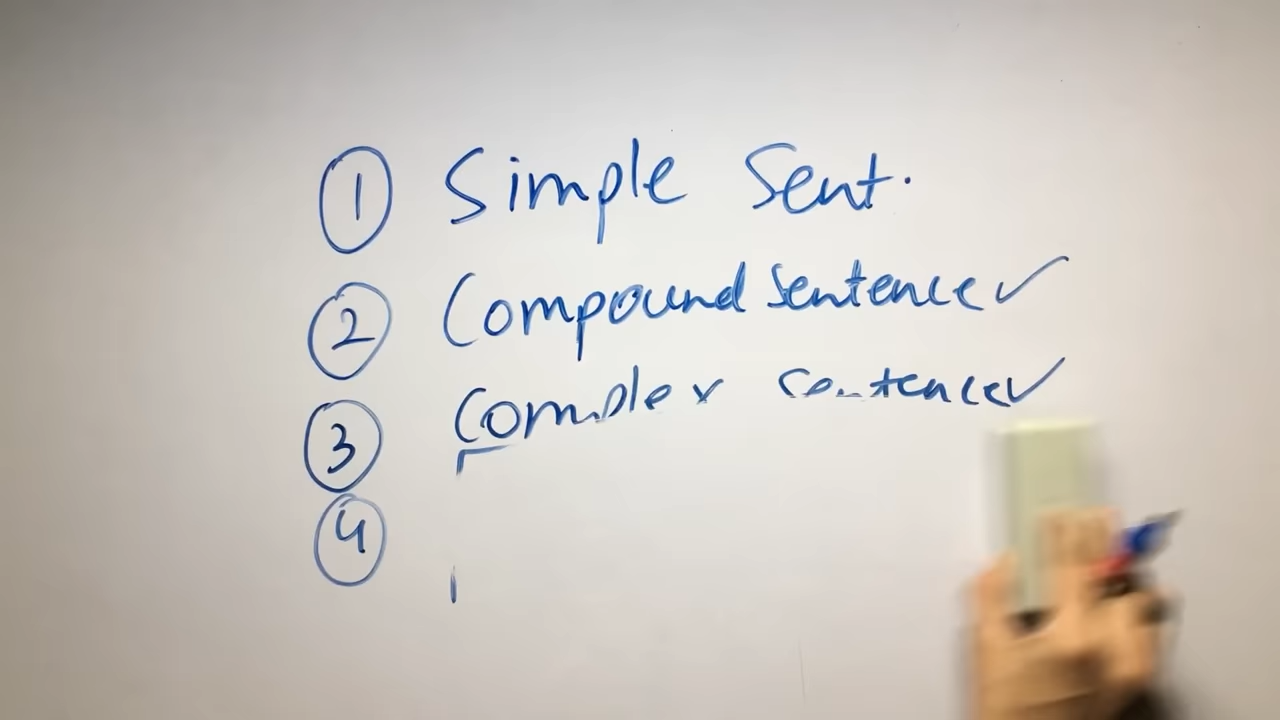 1 Simple Sent.
2 Compound Sentence ✓
3 Complex Sentence ✓
4